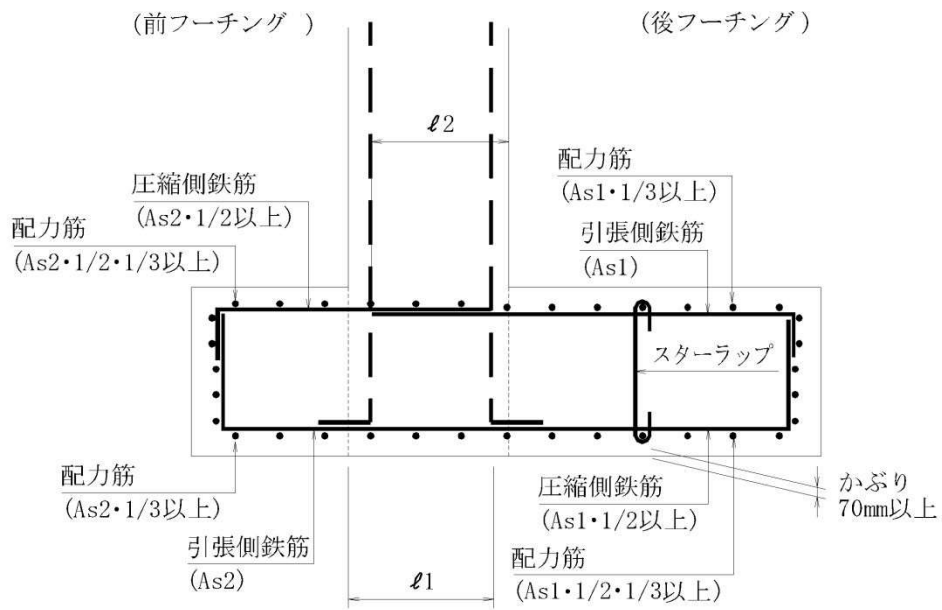 (前フーチング )
(後フーチング)
ℓ2
配力筋
(As1・1/3以上)
圧縮側鉄筋
(As2・1/2以上)
配力筋
(As2・1/2・1/3以上)
引張側鉄筋
(As1)
スターラップ
配力筋
(As2・1/3以上)
圧縮側鉄筋
(As1・1/2以上)
かぶり
70mm以上
引張側鉄筋
(As2)
ℓ1
配力筋
(As1・1/2・1/3以上)